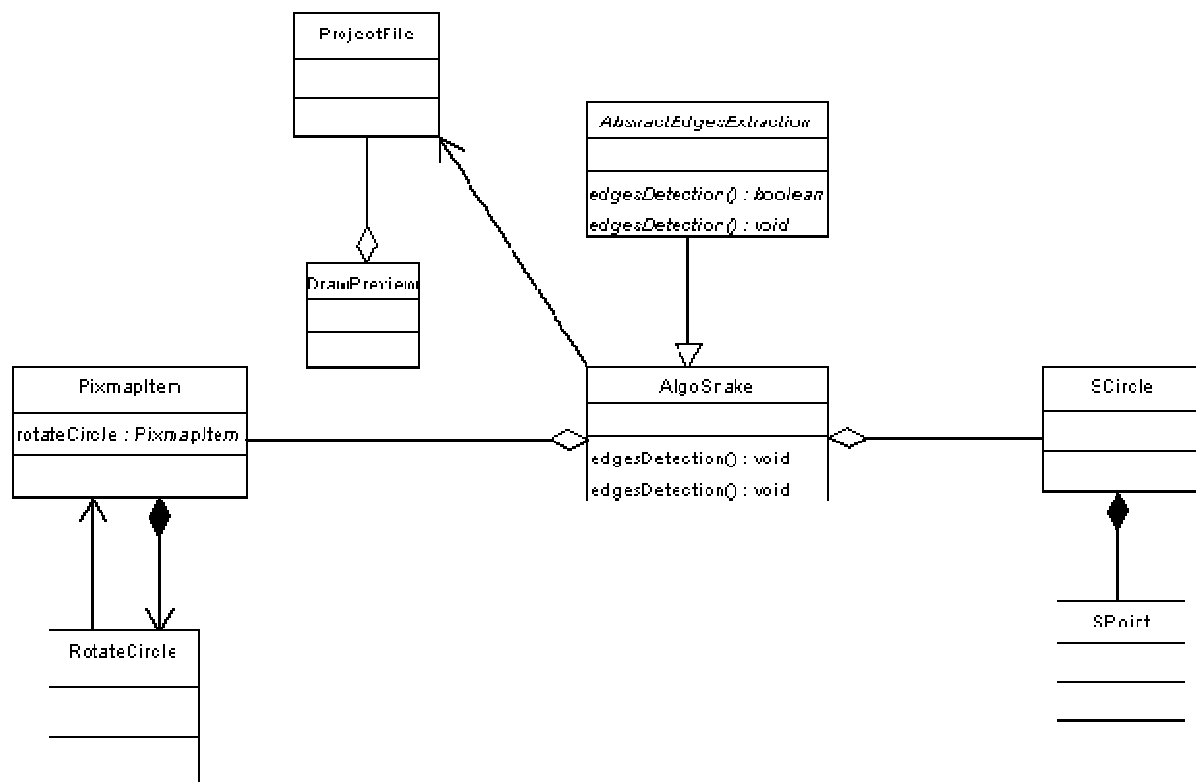 ProjectFile
AbstractEdgesExtraction
edgesDetection() : boolean
edgesDetection() : void
DrawPreview
PixmapItem
rotateCircle : PixmapItem
AlgoSnake
edgesDetection() : void
edgesDetection() : void
SCircle
RotateCircle
SPoint